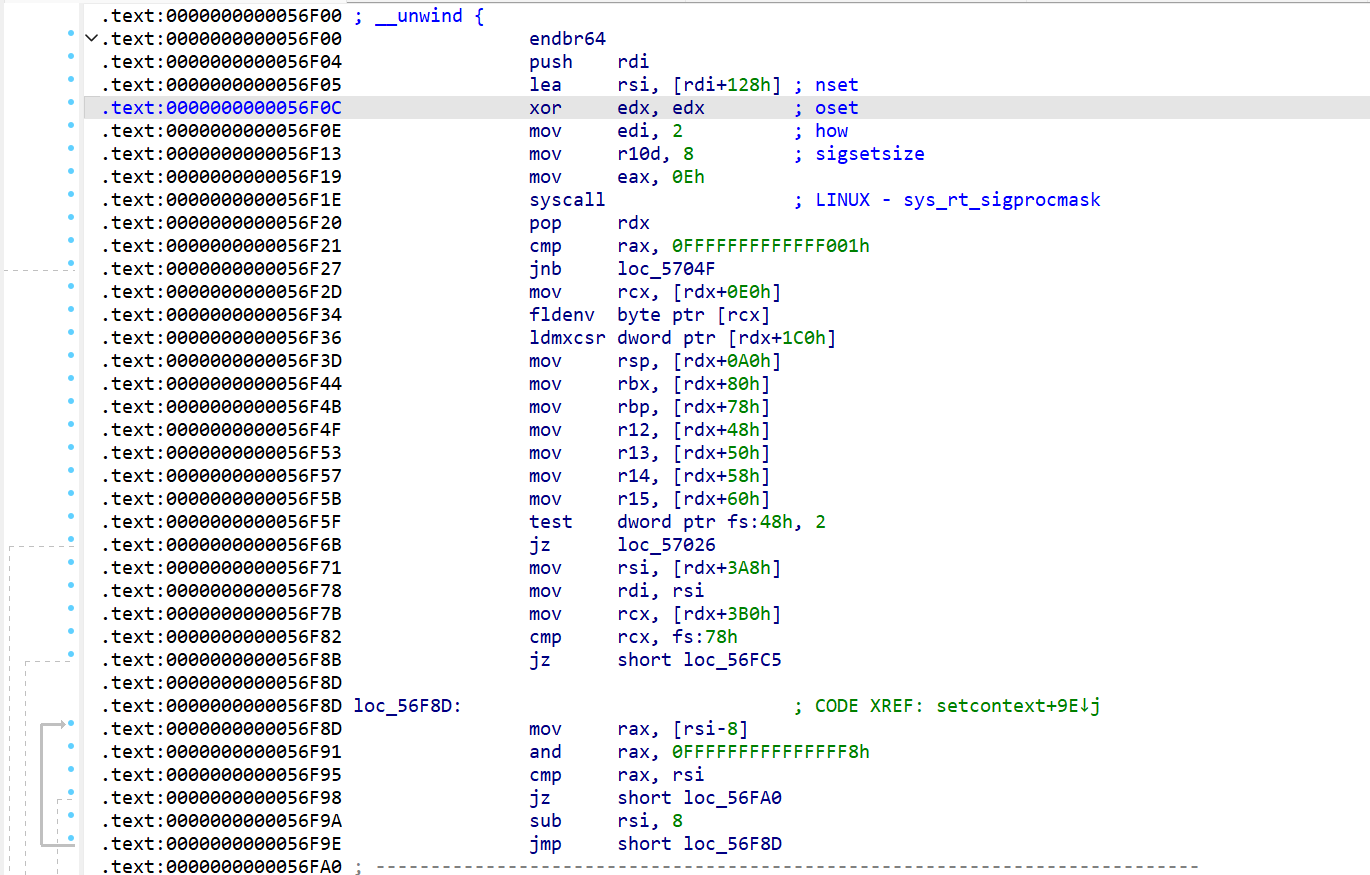 .text:0000000000056F00 ; __unwind {
.text:0000000000056F00 endbr64
.text:0000000000056F04 push rdi
.text:0000000000056F05 lea rsi, [rdi+128h] ; nset
.text:0000000000056F0C xor edx, edx ; oset
.text:0000000000056F0E mov edi, 2 ; how
.text:0000000000056F13 mov r10d, 8 ; sigsetsize
.text:0000000000056F19 mov eax, 0Eh
.text:0000000000056F1E syscall ; LINUX - sys_rt_sigprocmask
.text:0000000000056F20 pop rdx
.text:0000000000056F21 cmp rax, 0FFFFFFFFFFFFF001h
.text:0000000000056F27 jnb loc_5704F
.text:0000000000056F2D mov rcx, [rdx+0E0h]
.text:0000000000056F34 fldenv byte ptr [rcx]
.text:0000000000056F36 ldmxcsr dword ptr [rdx+1C0h]
.text:0000000000056F3D mov rsp, [rdx+0A0h]
.text:0000000000056F44 mov rbx, [rdx+80h]
.text:0000000000056F4B mov rbp, [rdx+78h]
.text:0000000000056F4F mov r12, [rdx+48h]
.text:0000000000056F53 mov r13, [rdx+50h]
.text:0000000000056F57 mov r14, [rdx+58h]
.text:0000000000056F5B mov r15, [rdx+60h]
.text:0000000000056F5F test dword ptr fs:48h, 2
.text:0000000000056F6B jz loc_57026
.text:0000000000056F71 mov rsi, [rdx+3A8h]
.text:0000000000056F78 mov rdi, rsi
.text:0000000000056F7B mov rcx, [rdx+3B0h]
.text:0000000000056F82 cmp rcx, fs:78h
.text:0000000000056F8B jz short loc_56FC5
.text:0000000000056F8D
.text:0000000000056F8D loc_56F8D: ; CODE XREF: setcontext+9E↓j
.text:0000000000056F8D mov rax, [rsi-8]
.text:0000000000056F91 and rax, 0FFFFFFFFFFFFFFF8h
.text:0000000000056F95 cmp rax, rsi
.text:0000000000056F98 jz short loc_56FA0
.text:0000000000056F9A sub rsi, 8
.text:0000000000056F9E jmp short loc_56F8D
.text:0000000000056FA0 ; ---------------------------------------------------------------------------